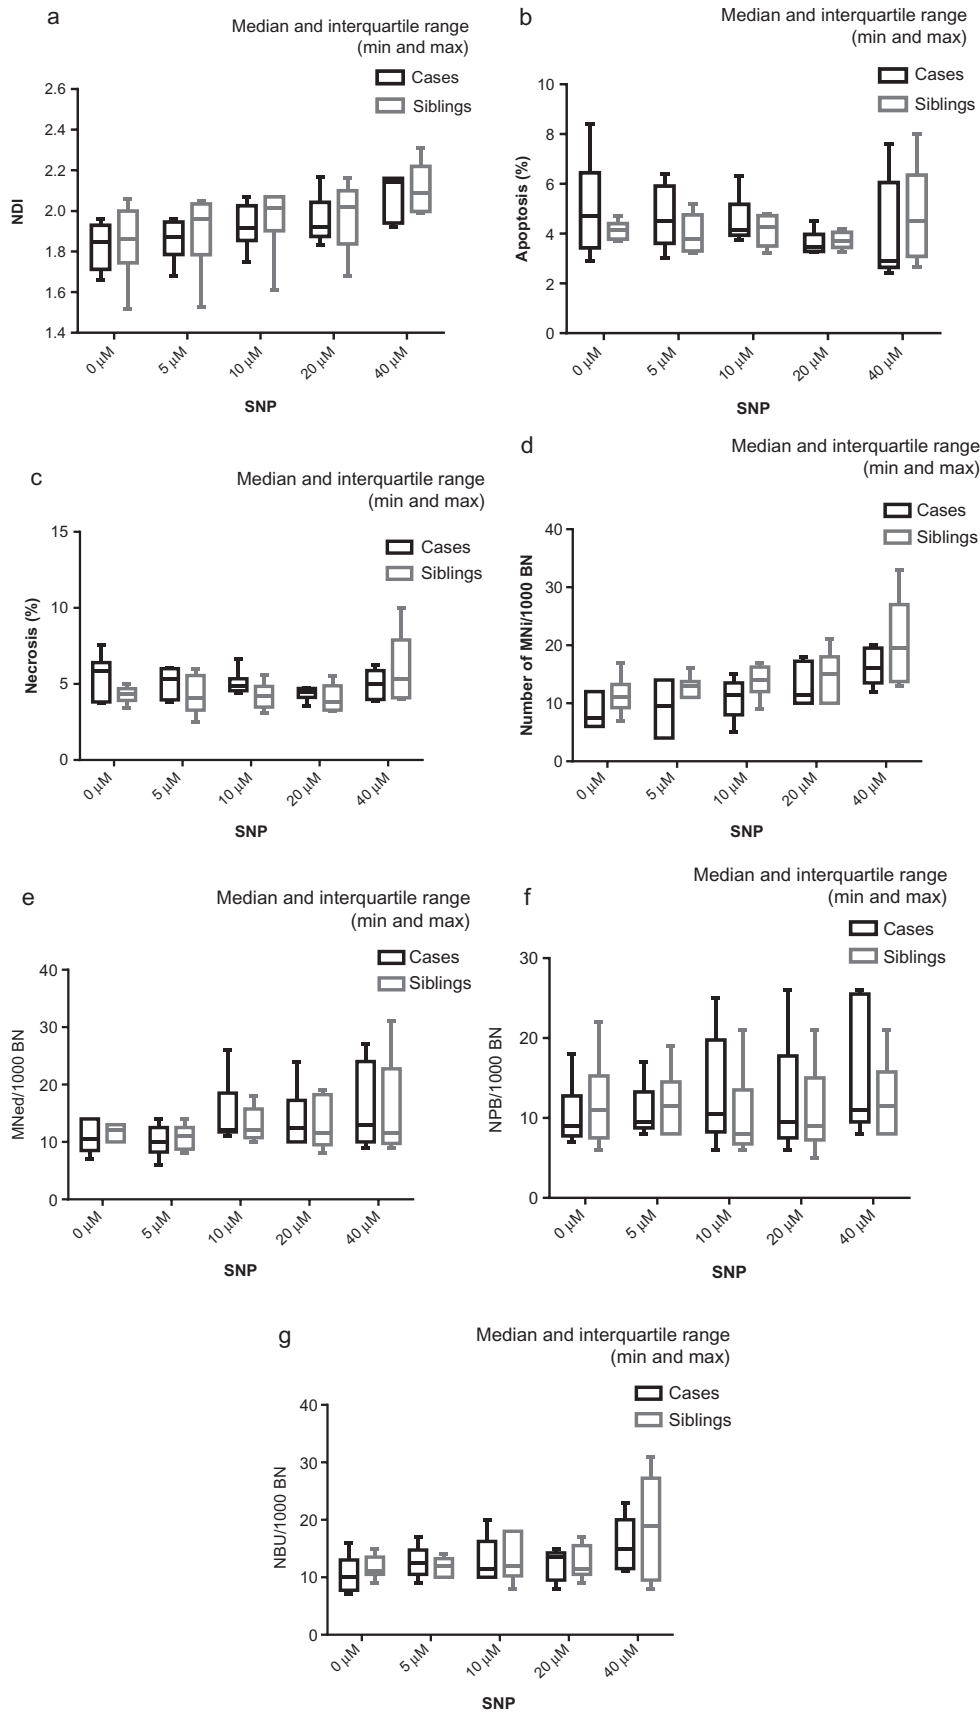 a
Median and interquartile range
(min and max)
Cases
Siblings
NDI
2.6
2.4
2.2
2.0
1.8
1.6
1.4
0 μM
5 μM
10 μM
20 μM
40 μM
SNP
b
Median and interquartile range
(min and max)
Cases
Siblings
Apoptosis (%)
10
8
6
4
2
0
0 μM
5 μM
10 μM
20 μM
40 μM
SNP
c
Median and interquartile range
(min and max)
Cases
Siblings
Necrosis (%)
15
10
5
0
0 μM
5 μM
10 μM
20 μM
40 μM
SNP
d
Median and interquartile range
(min and max)
Cases
Siblings
Number of MNi/1000 BN
40
30
20
10
0
0 μM
5 μM
10 μM
20 μM
40 μM
SNP
e
Median and interquartile range
(min and max)
Cases
Siblings
MNed/1000 BN
40
30
20
10
0
0 μM
5 μM
10 μM
20 μM
40 μM
SNP
f
Median and interquartile range
(min and max)
Cases
Siblings
NPB/1000 BN
30
20
10
0
0 μM
5 μM
10 μM
20 μM
40 μM
SNP
g
Median and interquartile range
(min and max)
Cases
Siblings
NBU/1000 BN
40
30
20
10
0
0 μM
5 μM
10 μM
20 μM
40 μM
SNP